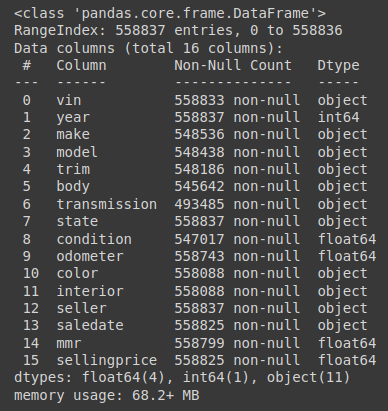 <class 'pandas.core.frame.DataFrame'>
RangeIndex: 558837 entries, 0 to 558836
Data columns (total 16 columns):
 #   Column        Non-Null Count   Dtype
---  ------        --------------   -----
 0   vin           558833 non-null  object
 1   year          558837 non-null  int64
 2   make          548536 non-null  object
 3   model         548438 non-null  object
 4   trim          548186 non-null  object
 5   body          545642 non-null  object
 6   transmission  493485 non-null  object
 7   state         558837 non-null  object
 8   condition     547017 non-null  float64
 9   odometer      558743 non-null  float64
 10  color         558088 non-null  object
 11  interior      558088 non-null  object
 12  seller        558837 non-null  object
 13  saledate      558825 non-null  object
 14  mmr           558799 non-null  float64
 15  sellingprice  558825 non-null  float64
dtypes: float64(4), int64(1), object(11)
memory usage: 68.2+ MB